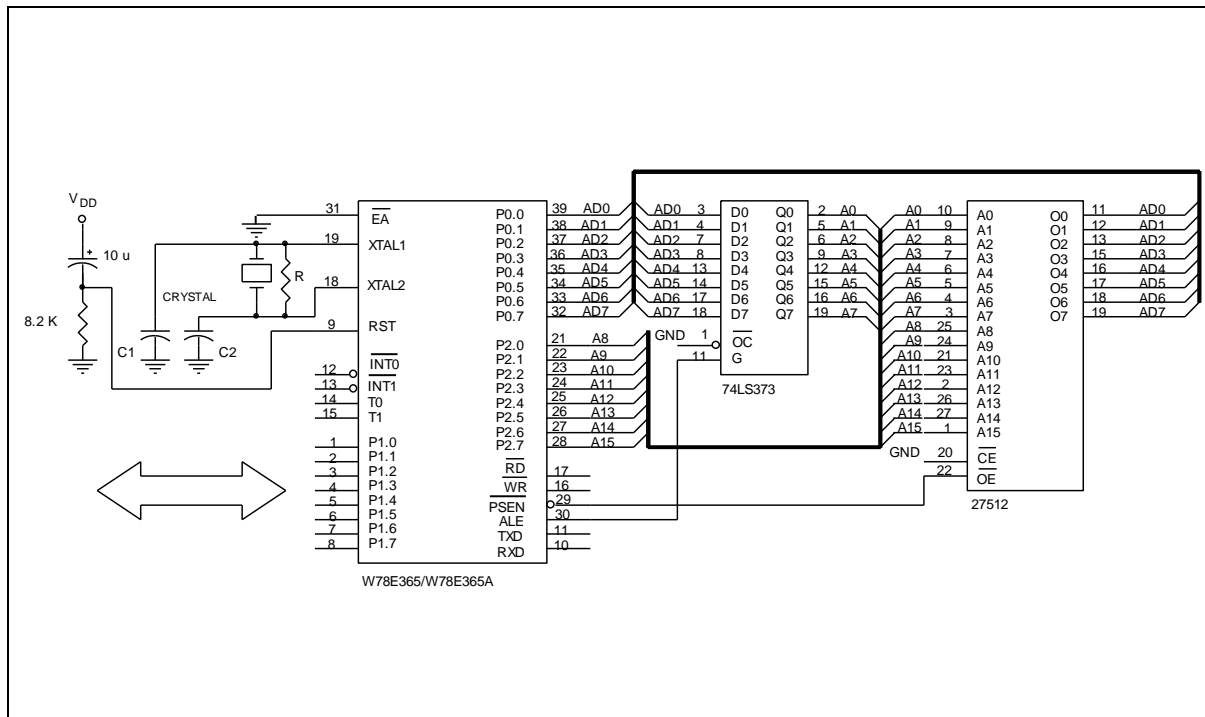 VDD
10 u
8.2 K
C1
CRYSTAL
C2
R
31 EA
19 XTAL1
18 XTAL2
9 RST
12 INT0
13 INT1
14 T0
15 T1
1 P1.0
2 P1.1
3 P1.2
4 P1.3
5 P1.4
6 P1.5
7 P1.6
8 P1.7
P0.0 39 AD0
P0.1 38 AD1
P0.2 37 AD2
P0.3 36 AD3
P0.4 35 AD4
P0.5 34 AD5
P0.6 33 AD6
P0.7 32 AD7
P2.0 21 A8
P2.1 22 A9
P2.2 23 A10
P2.3 24 A11
P2.4 25 A12
P2.5 26 A13
P2.6 27 A14
P2.7 28 A15
RD 17
WR 16
PSEN 29
ALE 30
TXD 11
RXD 10
W78E365/W78E365A
AD0 3 D0 Q0 2 A0
AD1 4 D1 Q1 5 A1
AD2 7 D2 Q2 6 A2
AD3 8 D3 Q3 9 A3
AD4 13 D4 Q4 12 A4
AD5 14 D5 Q5 15 A5
AD6 17 D6 Q6 16 A6
AD7 18 D7 Q7 19 A7
GND 1 OC
11 G
74LS373
A0 10 A0
A1 9 A1
A2 8 A2
A3 7 A3
A4 6 A4
A5 5 A5
A6 4 A6
A7 3 A7
A8 25 A8
A9 24 A9
A10 21 A10
A11 23 A11
A12 2 A12
A13 26 A13
A14 27 A14
A15 1 A15
GND 20 CE
22 OE
O0 11 AD0
O1 12 AD1
O2 13 AD2
O3 15 AD3
O4 16 AD4
O5 17 AD5
O6 18 AD6
O7 19 AD7
27512